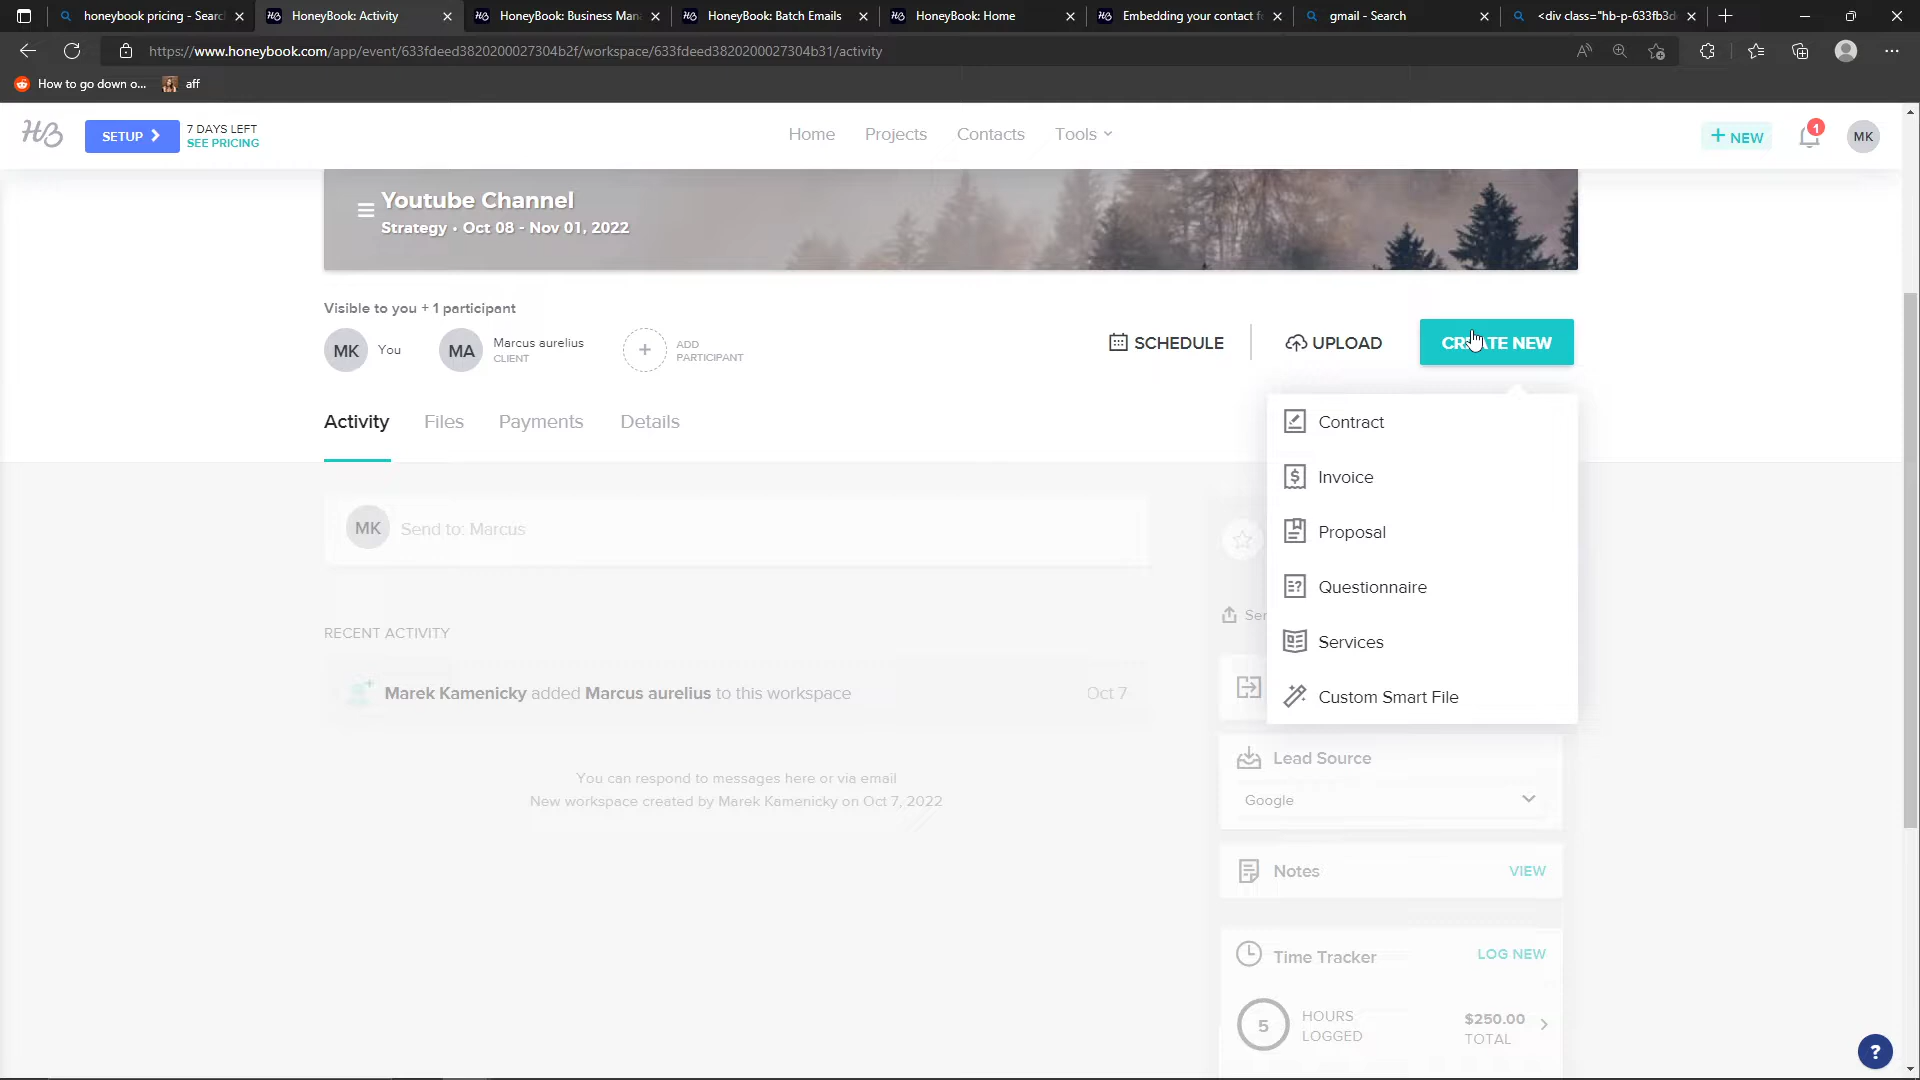 honeybook pricing - Searc
HoneyBook: Activity
HoneyBook: Business Man
HoneyBook: Batch Emails
HoneyBook: Home
Embedding your contact f
gmail - Search
<div class="hb-p-633fb3d
https://www.honeybook.com/app/event/633fdeed3820200027304b2f/workspace/633fdeed3820200027304b31/activity
How to go down o...
aff
HB
SETUP
7 DAYS LEFT
SEE PRICING
Home
Projects
Contacts
Tools
+ NEW
1
MK
Youtube Channel
Strategy • Oct 08 - Nov 01, 2022
Visible to you + 1 participant
MK
You
MA
Marcus aurelius
CLIENT
+
ADD
PARTICIPANT
SCHEDULE
UPLOAD
CREATE NEW
Activity
Files
Payments
Details
Contract
Invoice
Proposal
Questionnaire
Services
Custom Smart File
MK
Send to: Marcus
RECENT ACTIVITY
Marek Kamenicky added Marcus aurelius to this workspace
Oct 7
You can respond to messages here or via email
New workspace created by Marek Kamenicky on Oct 7, 2022
Lead Source
Google
Notes
VIEW
Time Tracker
LOG NEW
5
HOURS
LOGGED
$250.00
TOTAL
?